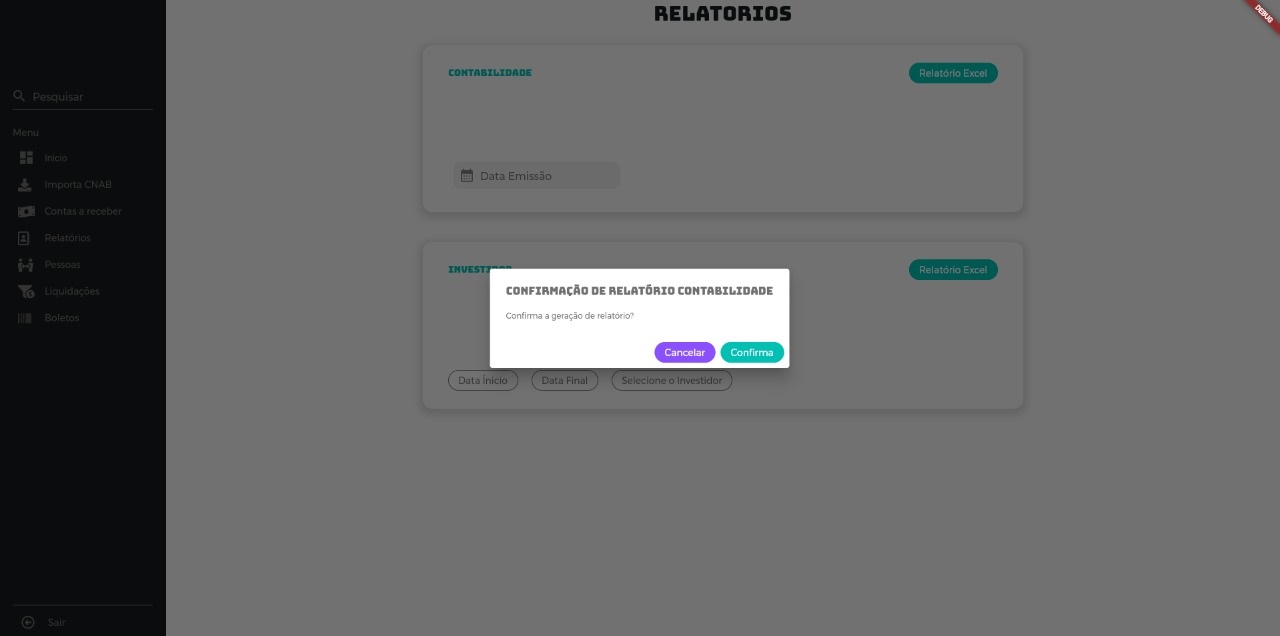 RELATORIOS
DEBUG
Pesquisar
Menu
Inicio
Importa CNAB
Contas a receber
Relatórios
Pessoas
Liquidações
Boletos
Sair
CONTABILIDADE
Relatório Excel
Data Emissão
INVESTIDOR
Relatório Excel
CONFIRMAÇÃO DE RELATÓRIO CONTABILIDADE
Confirma a geração de relatório?
Cancelar
Confirma
Data Ínicio
Data Final
Selecione o Investidor